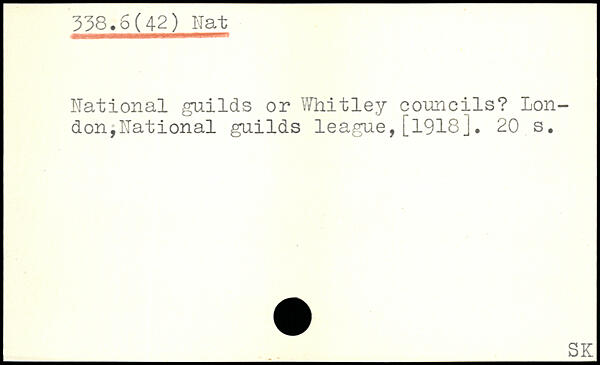 338.6(42) Nat
National guilds or Whitley councils? Lon-
don,National guilds league,[1918]. 20 s.
SK